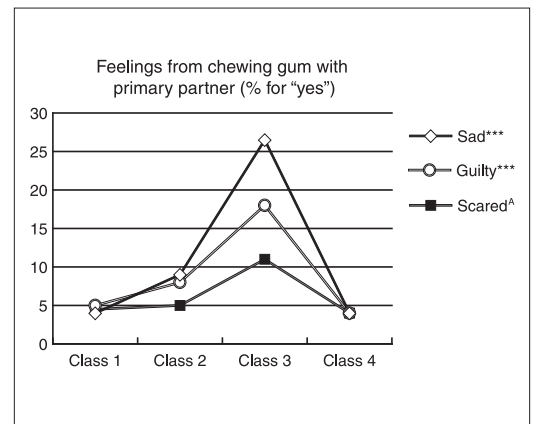 Feelings from chewing gum with
primary partner (% for “yes”)
30
25
20
15
10
5
0
Class 1 Class 2 Class 3 Class 4
Sad***
Guilty***
Scaredᴬ